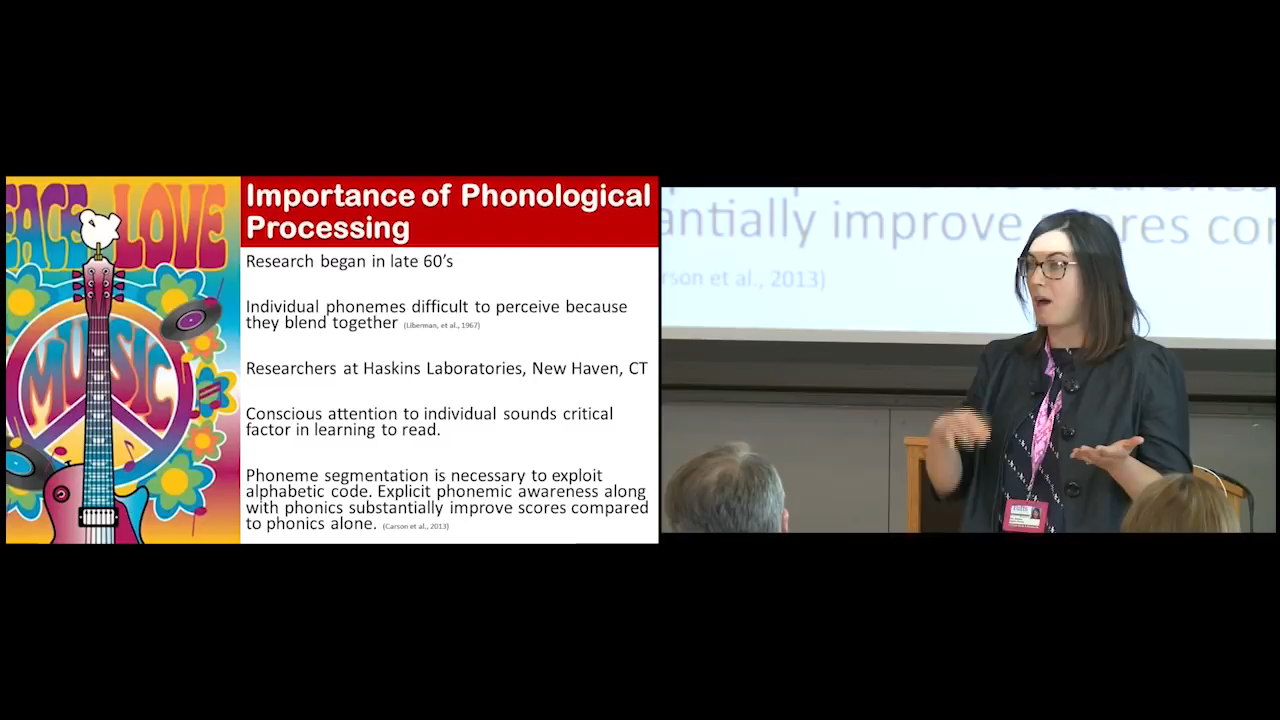 PEACE LOVE
MUSIC
Importance of Phonological
Processing
Research began in late 60's
Individual phonemes difficult to perceive because
they blend together (Liberman, et al., 1967)
Researchers at Haskins Laboratories, New Haven, CT
Conscious attention to individual sounds critical
factor in learning to read.
Phoneme segmentation is necessary to exploit
alphabetic code. Explicit phonemic awareness along
with phonics substantially improve scores compared
to phonics alone. (Carson et al., 2013)
antially improve scores cor
rson et al., 2013)